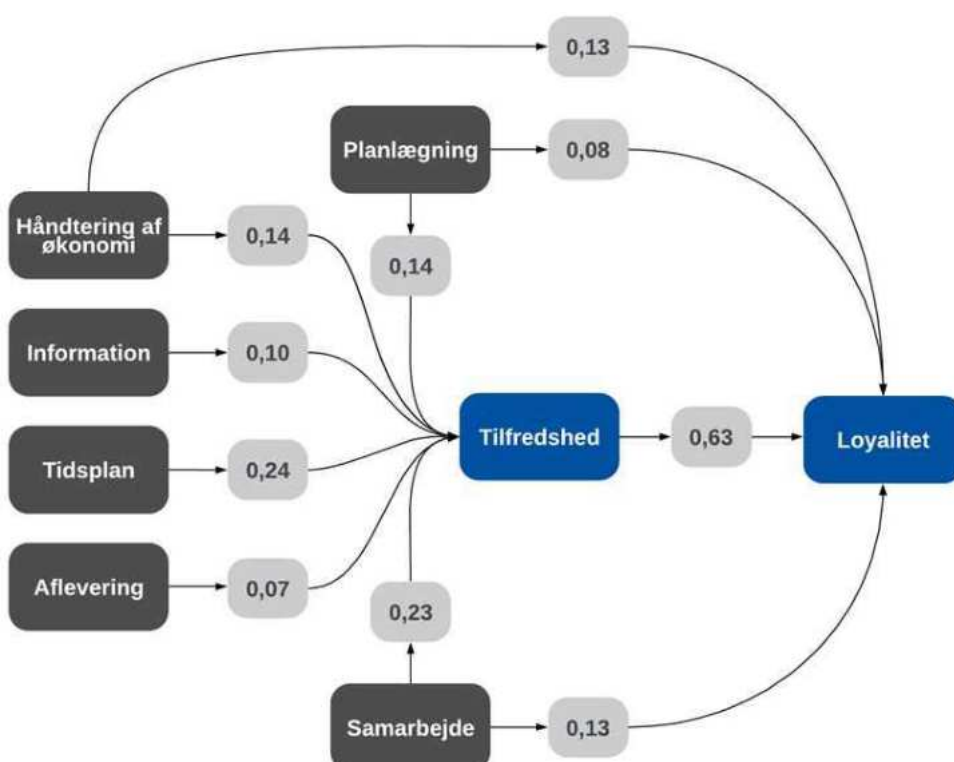 0,13
Planlægning
0,08
Håndtering af
økonomi
0,14
0,14
Information
0,10
Tilfredshed
0,63
Loyalitet
Tidsplan
0,24
Aflevering
0,07
0,23
Samarbejde
0,13